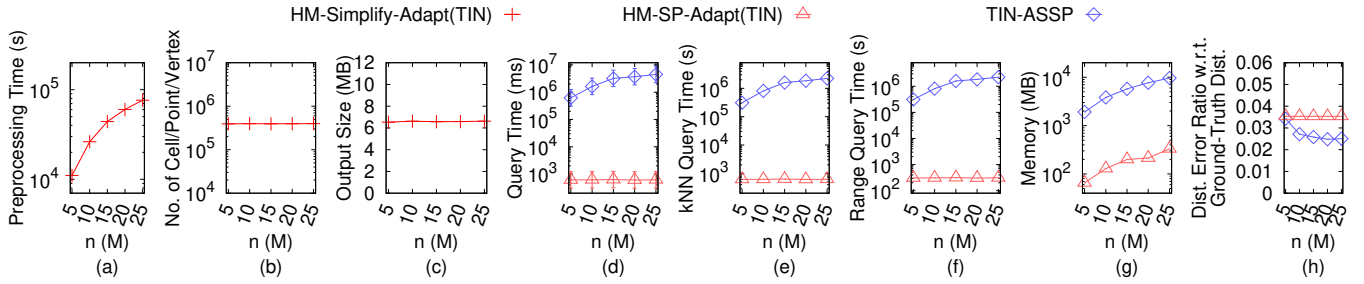 HM-Simplify-Adapt(TIN)
HM-SP-Adapt(TIN)
TIN-ASSP
Preprocessing Time (s)
10^5
10^4
5 10 15 20 25
n (M)
(a)
No. of Cell/Point/Vertex
10^7
10^6
10^5
10^4
5 10 15 20 25
n (M)
(b)
Output Size (MB)
12
10
8
6
4
2
0
5 10 15 20 25
n (M)
(c)
Query Time (ms)
10^7
10^6
10^5
10^4
10^3
5 10 15 20 25
n (M)
(d)
kNN Query Time (s)
10^6
10^5
10^4
10^3
5 10 15 20 25
n (M)
(e)
Range Query Time (s)
10^6
10^5
10^4
10^3
10^2
5 10 15 20 25
n (M)
(f)
Memory (MB)
10^4
10^3
10^2
5 10 15 20 25
n (M)
(g)
Dist. Error Ratio w.r.t.
Ground-Truth Dist.
0.06
0.05
0.04
0.03
0.02
0.01
0
5 10 15 20 25
n (M)
(h)